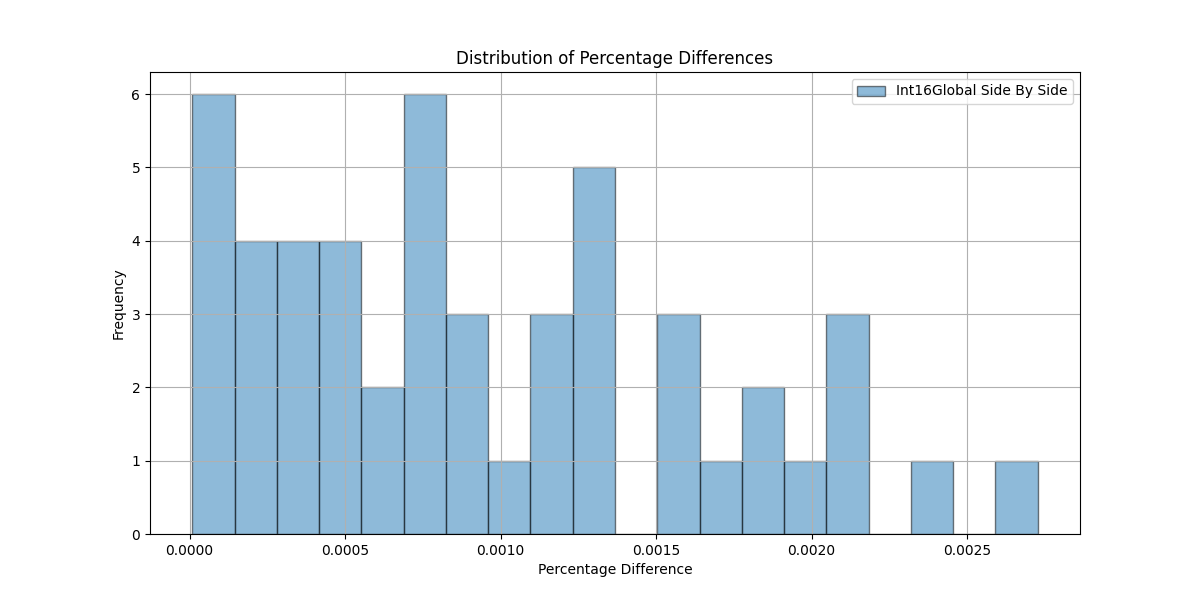 Distribution of Percentage Differences
Int16Global Side By Side
6
5
4
3
2
1
0
Frequency
0.0000 0.0005 0.0010 0.0015 0.0020 0.0025
Percentage Difference